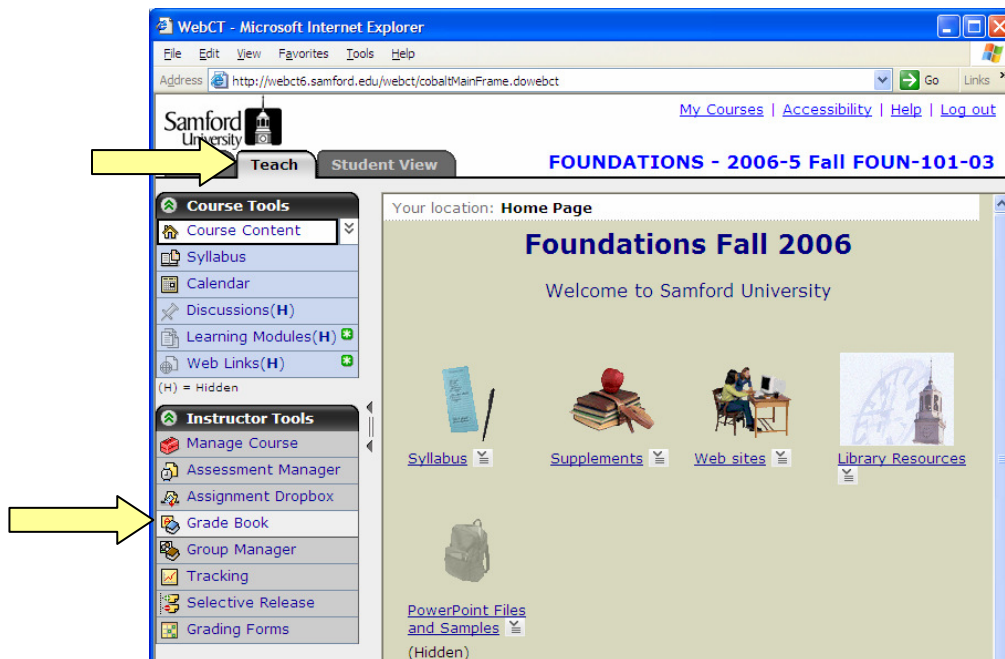 WebCT - Microsoft Internet Explorer
File Edit View Favorites Tools Help
Address http://webct6.samford.edu/webct/cobaltMainFrame.dowebct Go Links
Samford
University
My Courses | Accessibility | Help | Log out
Teach Student View
FOUNDATIONS - 2006-5 Fall FOUN-101-03
Course Tools
Course Content
Syllabus
Calendar
Discussions(H)
Learning Modules(H)
Web Links(H)
(H) = Hidden
Instructor Tools
Manage Course
Assessment Manager
Assignment Dropbox
Grade Book
Group Manager
Tracking
Selective Release
Grading Forms
Your location: Home Page
Foundations Fall 2006
Welcome to Samford University
Syllabus
Supplements
Web sites
Library Resources
PowerPoint Files
and Samples
(Hidden)